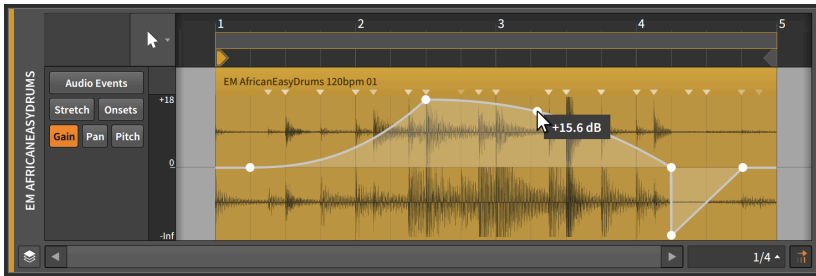 1 2 3 4 5
EM AFRICANEASYDRUMS
Audio Events
Stretch Onsets
Gain Pan Pitch
EM AfricanEasyDrums 120bpm 01
+18
0
-Inf
+15.6 dB
1/4